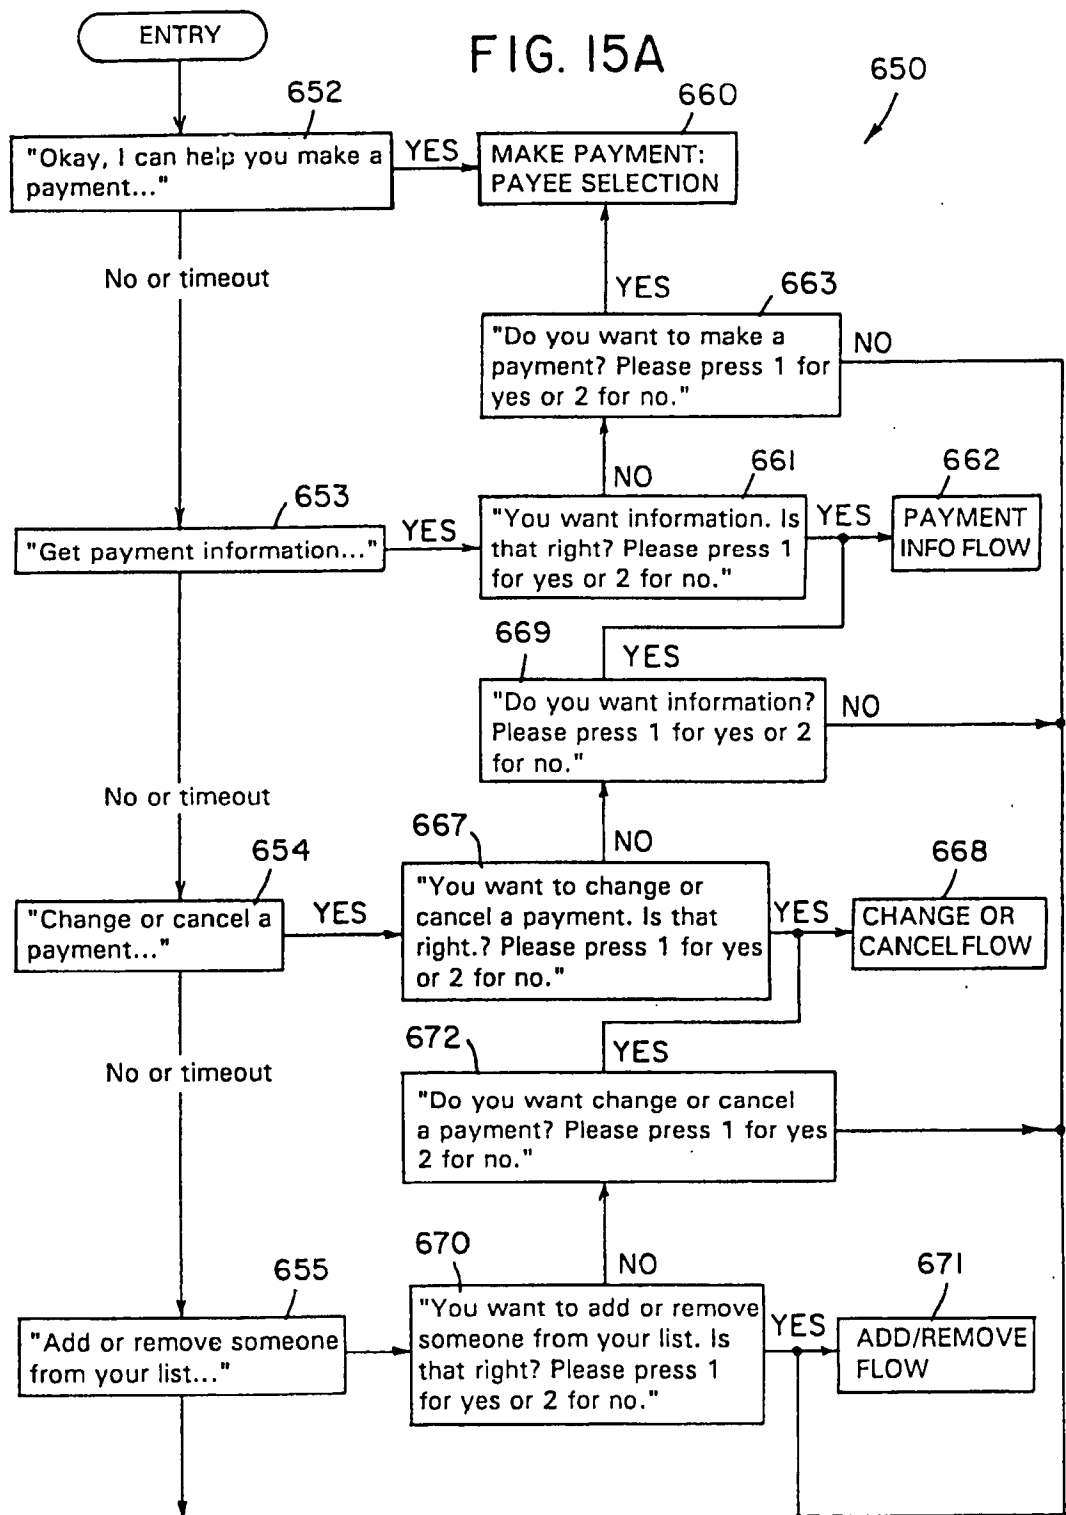 ENTRY
FIG. 15A
650
652
660
"Okay, I can help you make a
payment..."
YES
MAKE PAYMENT:
PAYEE SELECTION
No or timeout
YES
663
"Do you want to make a
payment? Please press 1 for
yes or 2 for no."
NO
NO
661
662
653
"Get payment information..."
YES
"You want information. Is
that right? Please press 1
for yes or 2 for no."
YES
PAYMENT
INFO FLOW
669
YES
"Do you want information?
Please press 1 for yes or 2
for no."
NO
No or timeout
667
NO
668
654
"Change or cancel a
payment..."
YES
"You want to change or
cancel a payment. Is that
right.? Please press 1 for yes
or 2 for no."
YES
CHANGE OR
CANCEL FLOW
672
YES
No or timeout
"Do you want change or cancel
a payment? Please press 1 for yes
2 for no."
670
NO
671
655
"Add or remove someone
from your list..."
"You want to add or remove
someone from your list. Is
that right? Please press 1
for yes or 2 for no."
YES
ADD/REMOVE
FLOW